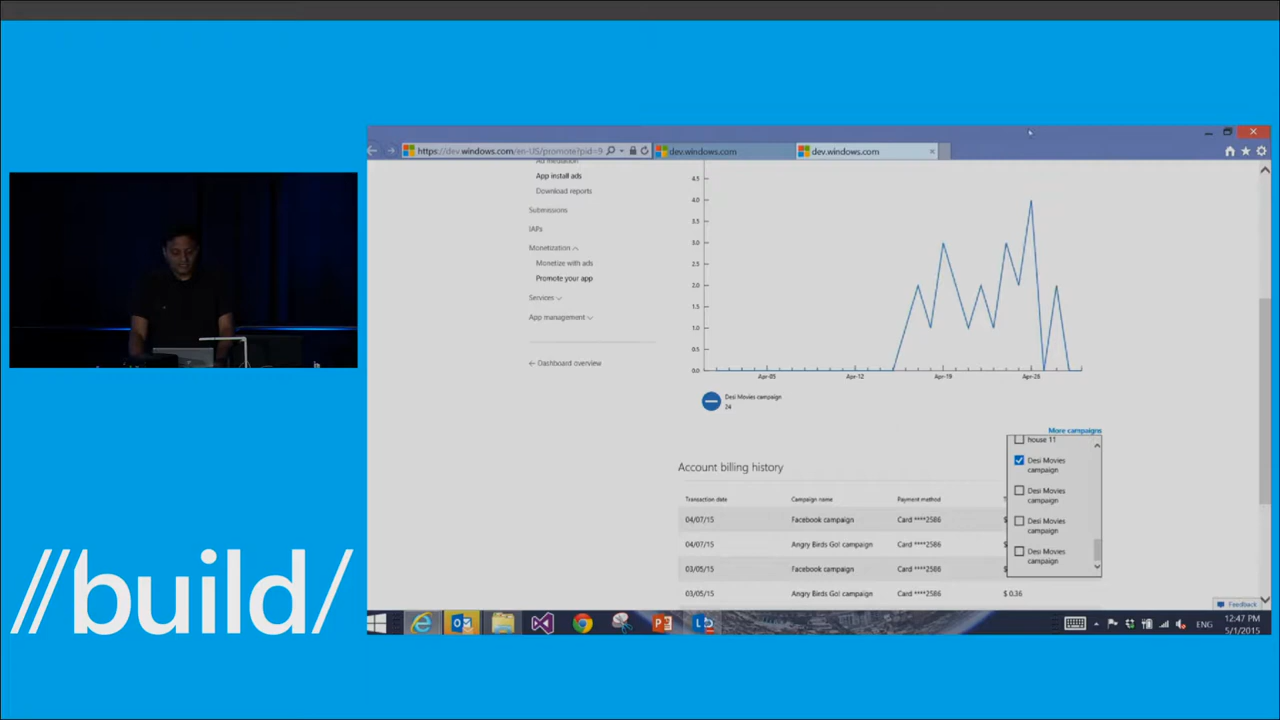 https://dev.windows.com/en-US/promote?pid=9
dev.windows.com
dev.windows.com
Ad mediation
App install ads
Download reports
Submissions
IAPs
Monetization
Monetize with ads
Promote your app
Services
App management
← Dashboard overview
4.5
4.0
3.5
3.0
2.5
2.0
1.5
1.0
0.5
0.0
Apr-05
Apr-12
Apr-19
Apr-26
Desi Movies campaign
24
More campaigns
house 11
Desi Movies
campaign
Desi Movies
campaign
Desi Movies
campaign
Desi Movies
campaign
Account billing history
Transaction date Campaign name Payment method
04/07/15 Facebook campaign Card ****2586 $
04/07/15 Angry Birds Go! campaign Card ****2586 $
03/05/15 Facebook campaign Card ****2586 $
03/05/15 Angry Birds Go! campaign Card ****2586 $ 0.36
Feedback
ENG
12:47 PM
5/1/2015
//build/